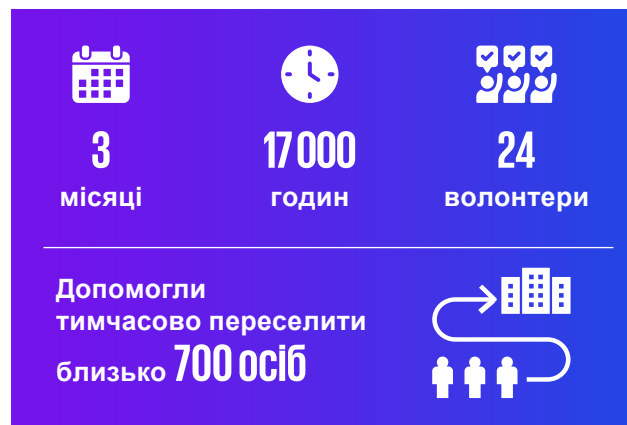 3
місяці
17 000
годин
24
волонтери
Допомогли
тимчасово переселити
близько 700 осіб